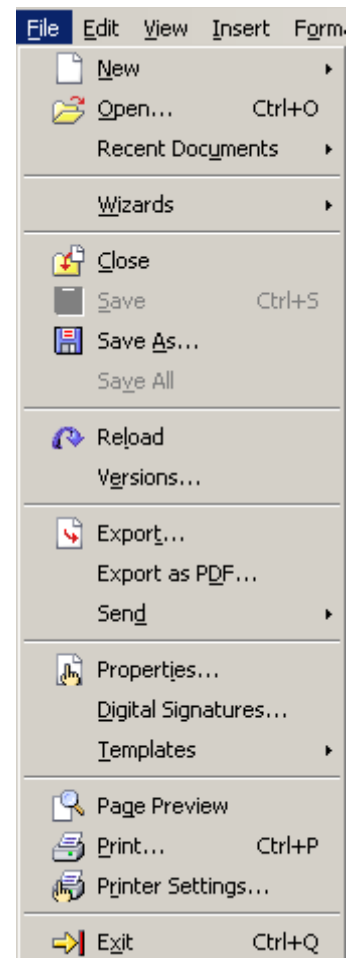 File Edit View Insert Form
New
Open... Ctrl+O
Recent Documents
Wizards
Close
Save Ctrl+S
Save As...
Save All
Reload
Versions...
Export...
Export as PDF...
Send
Properties...
Digital Signatures...
Templates
Page Preview
Print... Ctrl+P
Printer Settings...
Exit Ctrl+Q